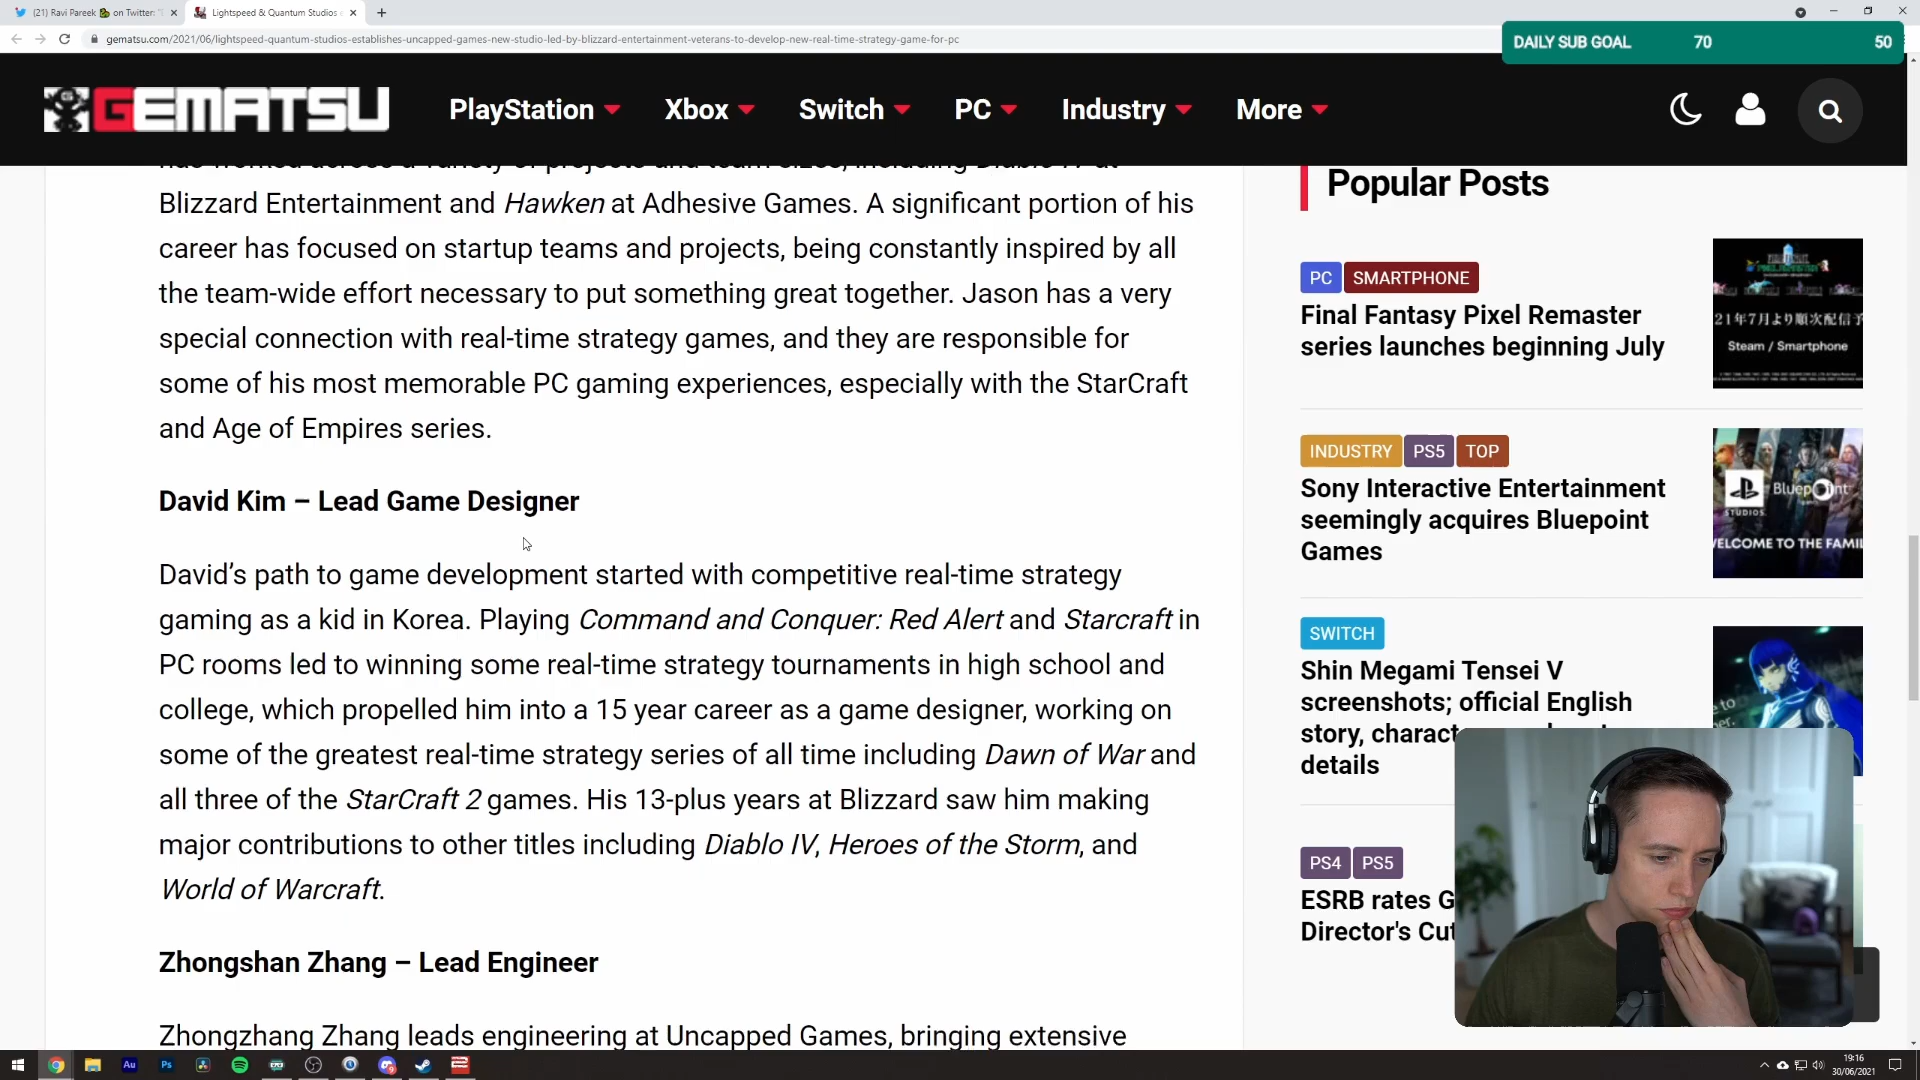 (21) Ravi Pareek on Twitter: "
Lightspeed & Quantum Studios
gematsu.com/2021/06/lightspeed-quantum-studios-establishes-uncapped-games-new-studio-led-by-blizzard-entertainment-veterans-to-develop-new-real-time-strategy-game-for-pc
DAILY SUB GOAL 70 50
GEMATSU PlayStation Xbox Switch PC Industry More
has worked across a variety of projects and team sizes, including Diablo IV at
Blizzard Entertainment and Hawken at Adhesive Games. A significant portion of his
career has focused on startup teams and projects, being constantly inspired by all
the team-wide effort necessary to put something great together. Jason has a very
special connection with real-time strategy games, and they are responsible for
some of his most memorable PC gaming experiences, especially with the StarCraft
and Age of Empires series.
David Kim – Lead Game Designer
David’s path to game development started with competitive real-time strategy
gaming as a kid in Korea. Playing Command and Conquer: Red Alert and Starcraft in
PC rooms led to winning some real-time strategy tournaments in high school and
college, which propelled him into a 15 year career as a game designer, working on
some of the greatest real-time strategy series of all time including Dawn of War and
all three of the StarCraft 2 games. His 13-plus years at Blizzard saw him making
major contributions to other titles including Diablo IV, Heroes of the Storm, and
World of Warcraft.
Zhongshan Zhang – Lead Engineer
Zhongzhang Zhang leads engineering at Uncapped Games, bringing extensive
Popular Posts
PC SMARTPHONE
Final Fantasy Pixel Remaster
series launches beginning July
21年7月より順次配信予
Steam / Smartphone
INDUSTRY PS5 TOP
Sony Interactive Entertainment
seemingly acquires Bluepoint
Games
STUDIOS
WELCOME TO THE FAMI
SWITCH
Shin Megami Tensei V
screenshots; official English
story,
details
PS4 PS5
ESRB rates G
Director's Cut
Au Ps
19:16
30/06/2021